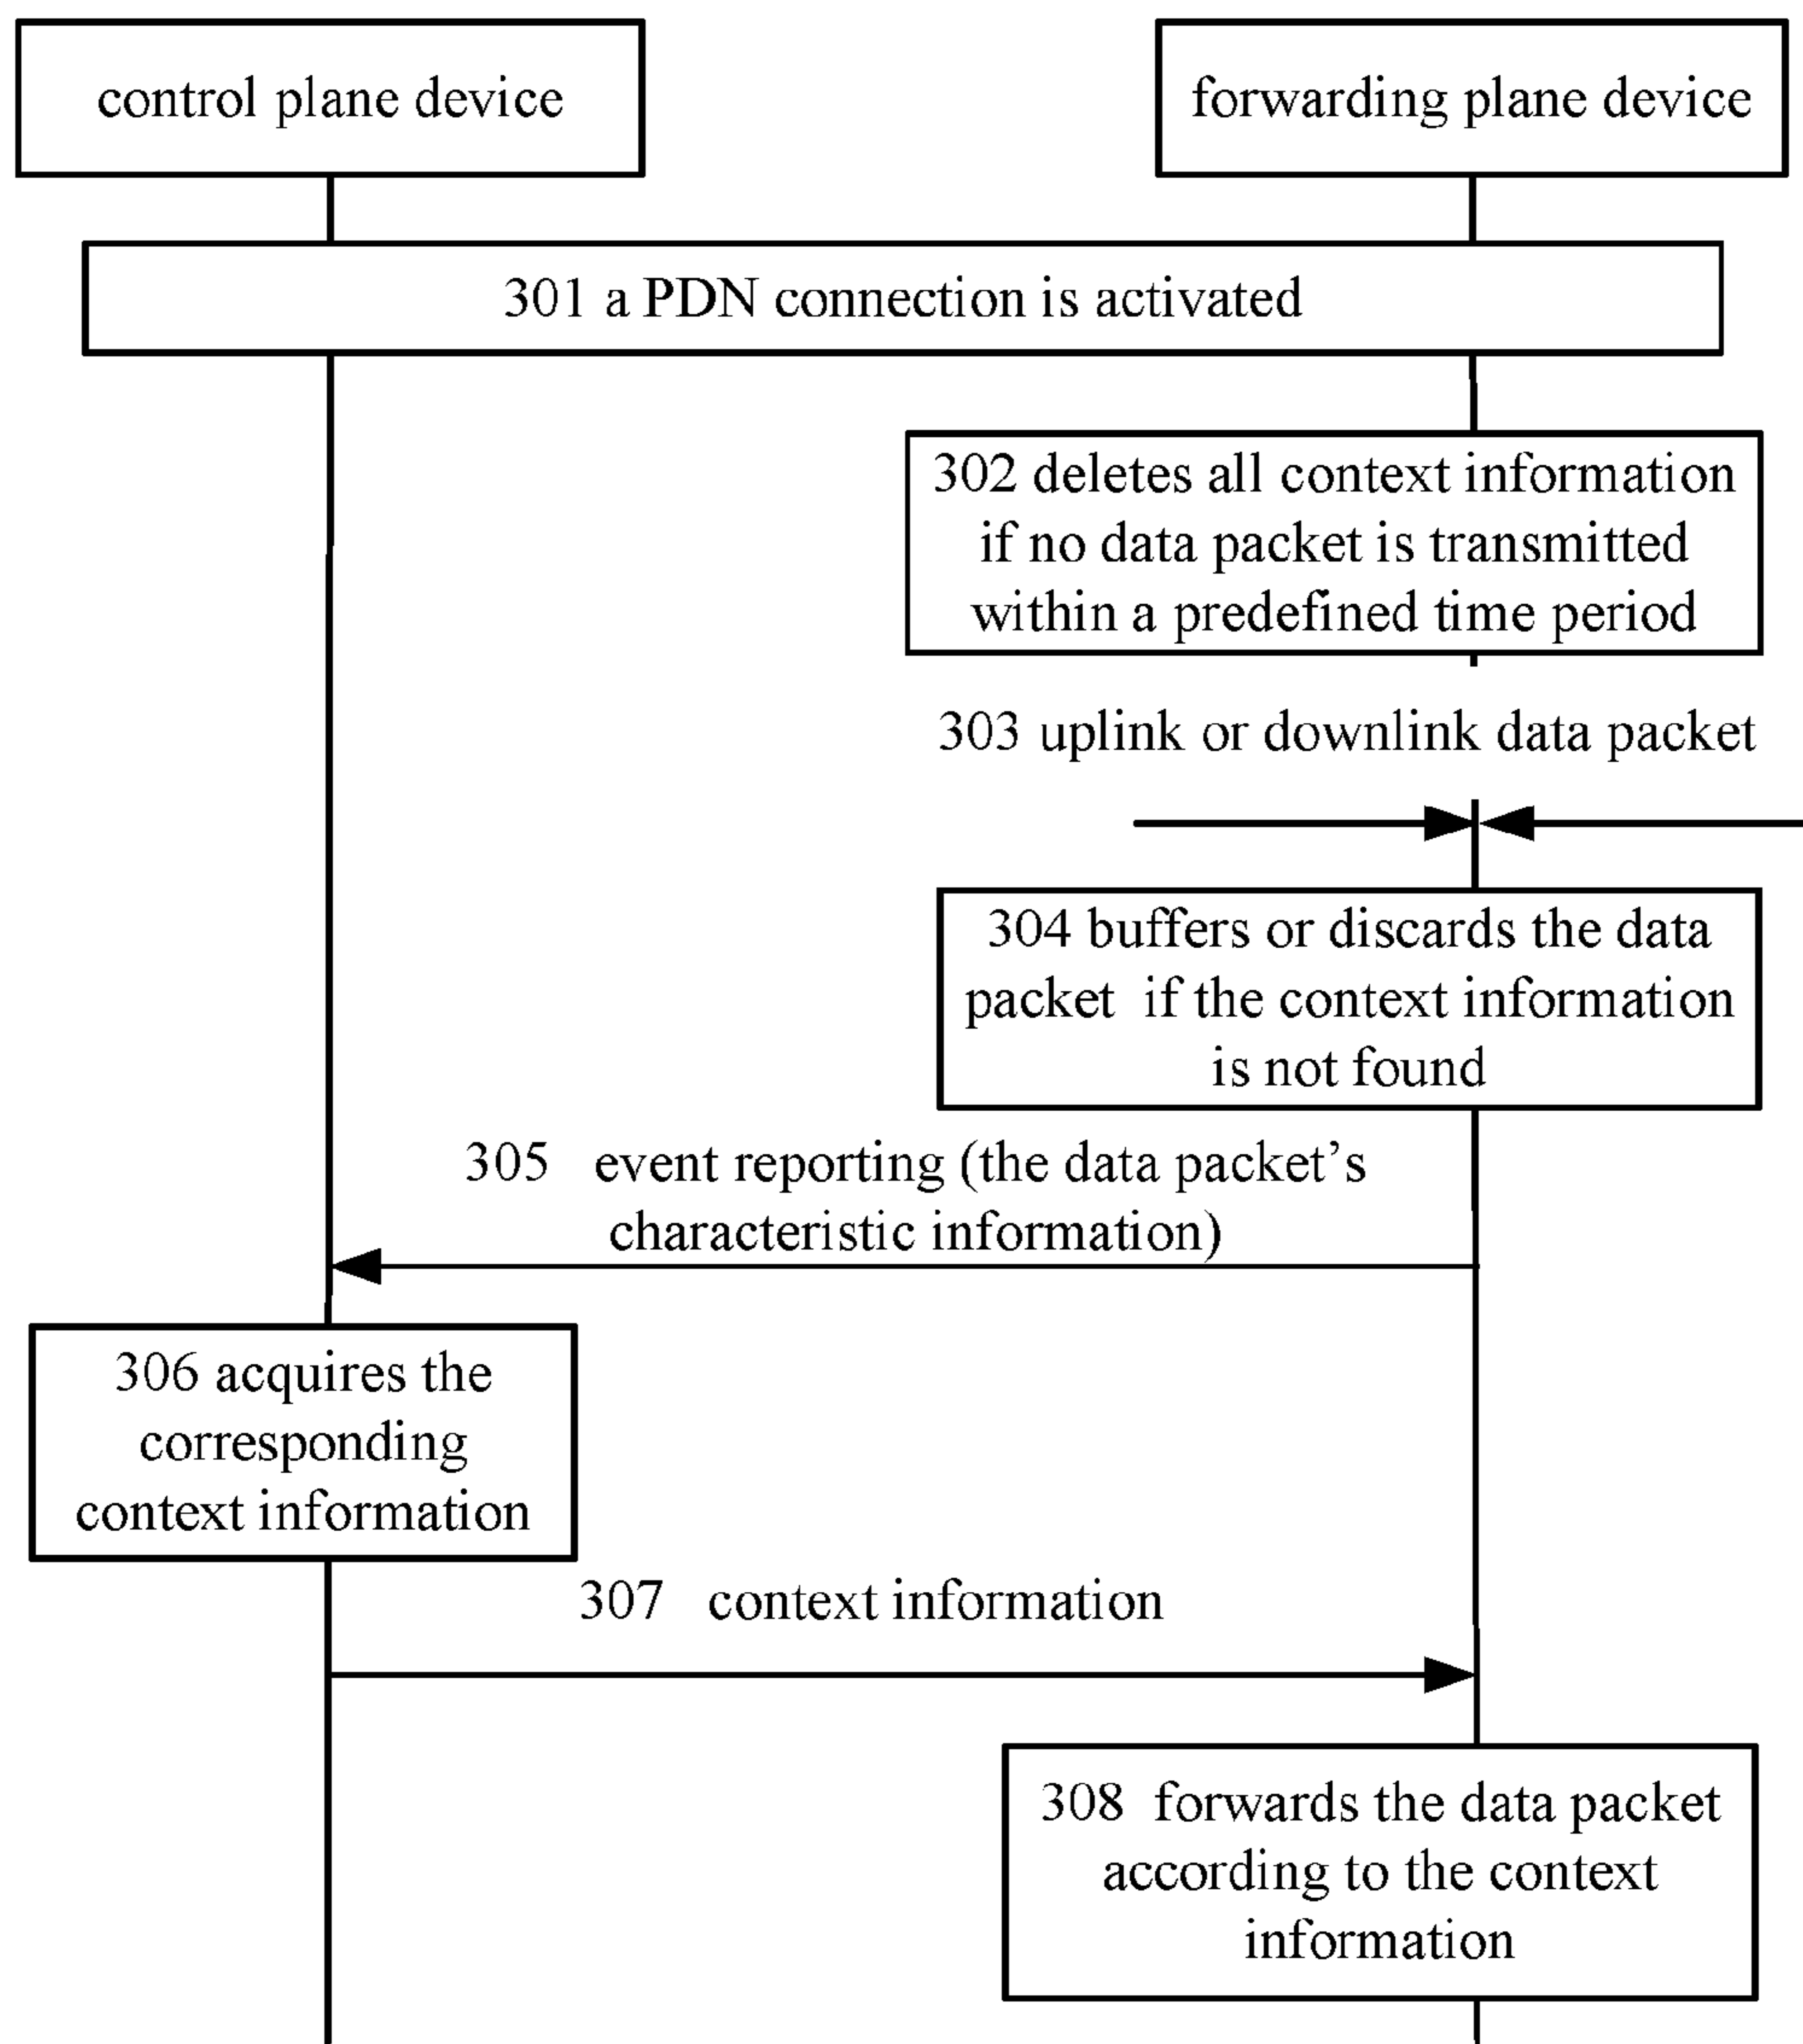 control plane device
forwarding plane device
301 a PDN connection is activated
302 deletes all context information
if no data packet is transmitted
within a predefined time period
303 uplink or downlink data packet
304 buffers or discards the data
packet if the context information
is not found
305 event reporting (the data packet’s
characteristic information)
306 acquires the
corresponding
context information
307 context information
308 forwards the data packet
according to the context
information